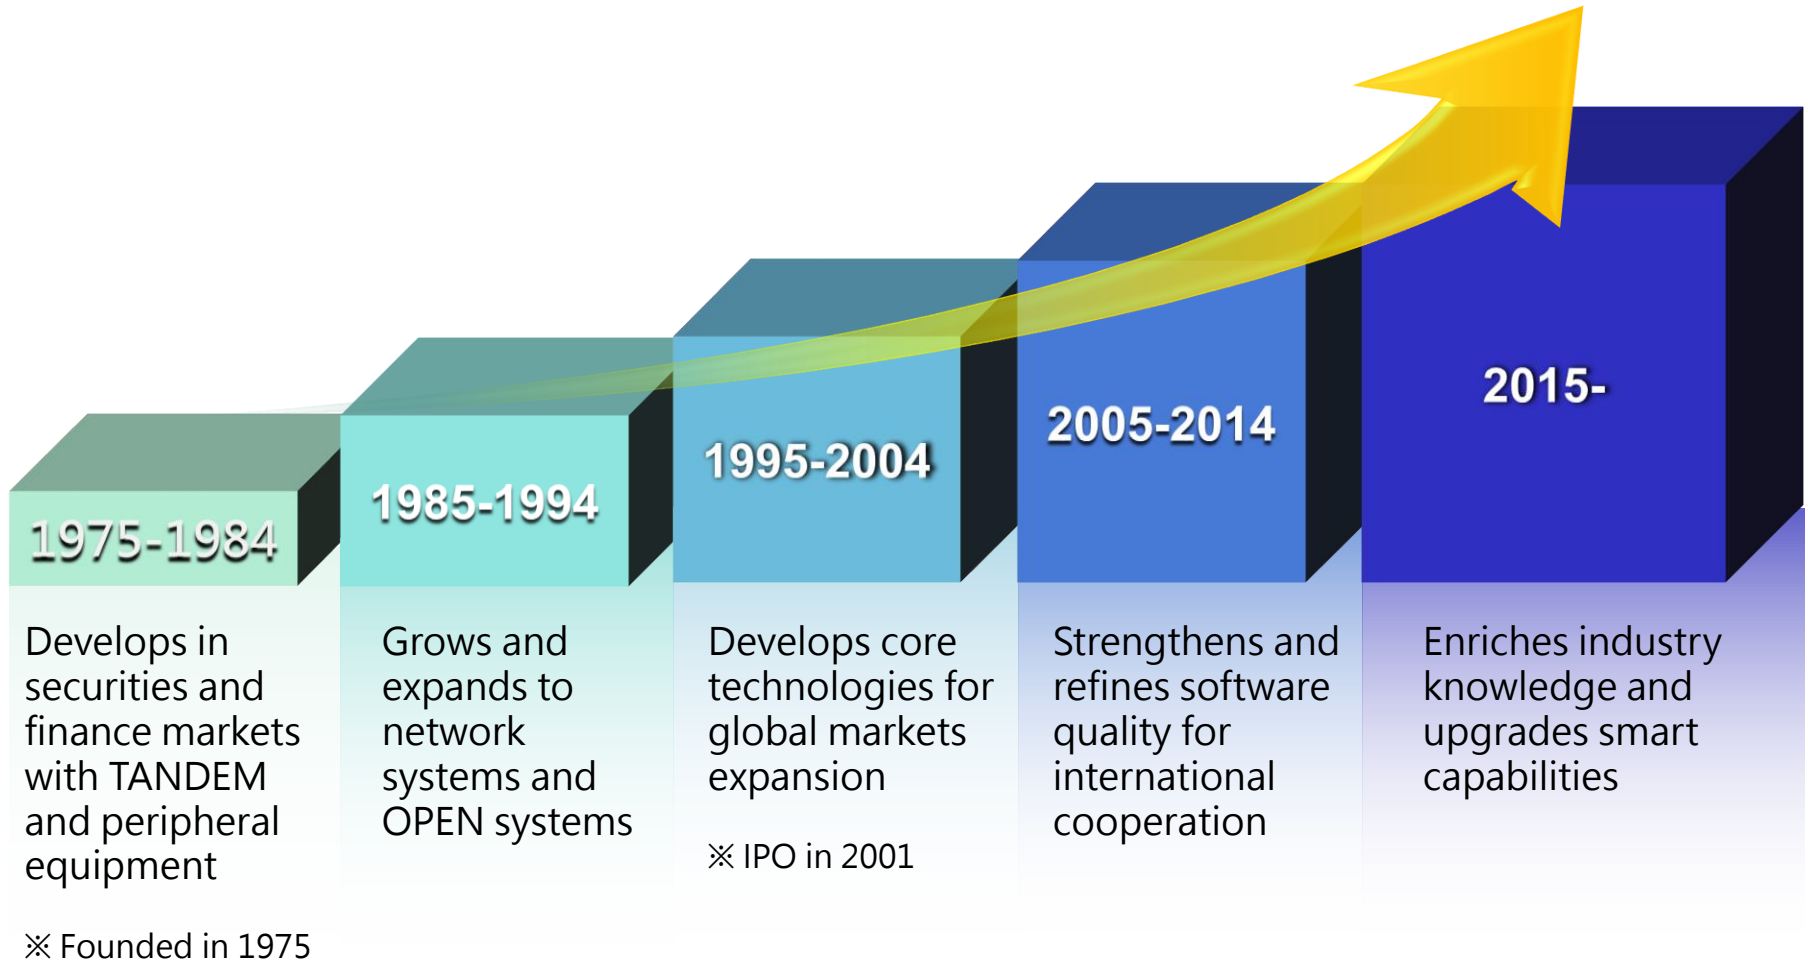 1975-1984
Develops in
securities and
finance markets
with TANDEM
and peripheral
equipment
※ Founded in 1975
1985-1994
Grows and
expands to
network
systems and
OPEN systems
1995-2004
Develops core
technologies for
global markets
expansion
※ IPO in 2001
2005-2014
Strengthens and
refines software
quality for
international
cooperation
2015-
Enriches industry
knowledge and
upgrades smart
capabilities